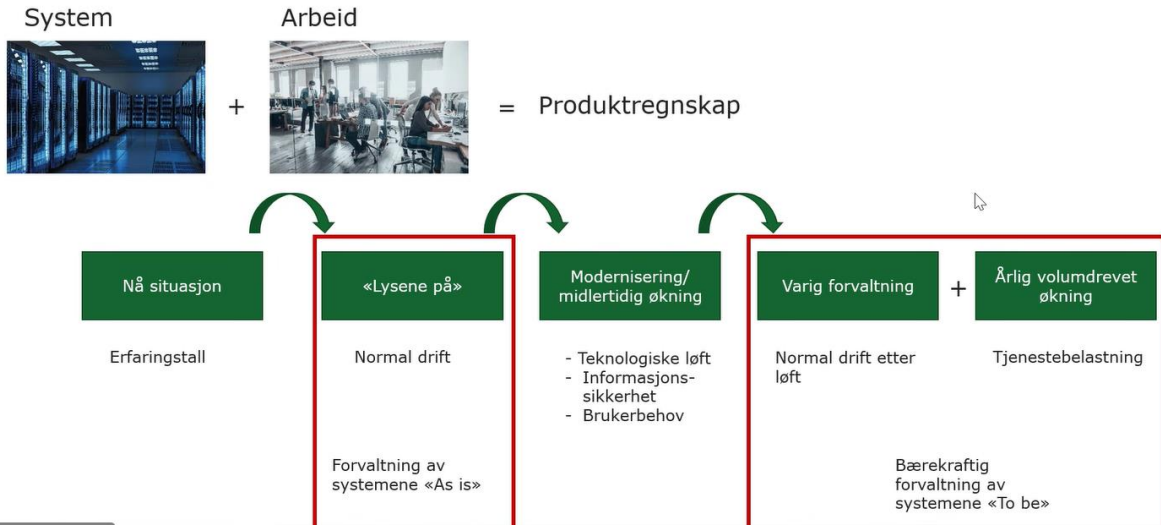 System
Arbeid
+
=
Produktregnskap
Nå situasjon
«Lysene på»
Modernisering/
midlertidig økning
Varig forvaltning
+
Årlig volumdrevet
økning
Erfaringstall
Normal drift
- Teknologiske løft
- Informasjons-
sikkerhet
- Brukerbehov
Normal drift etter
løft
Tjenestebelastning
Forvaltning av
systemene «As is»
Bærekraftig
forvaltning av
systemene «To be»